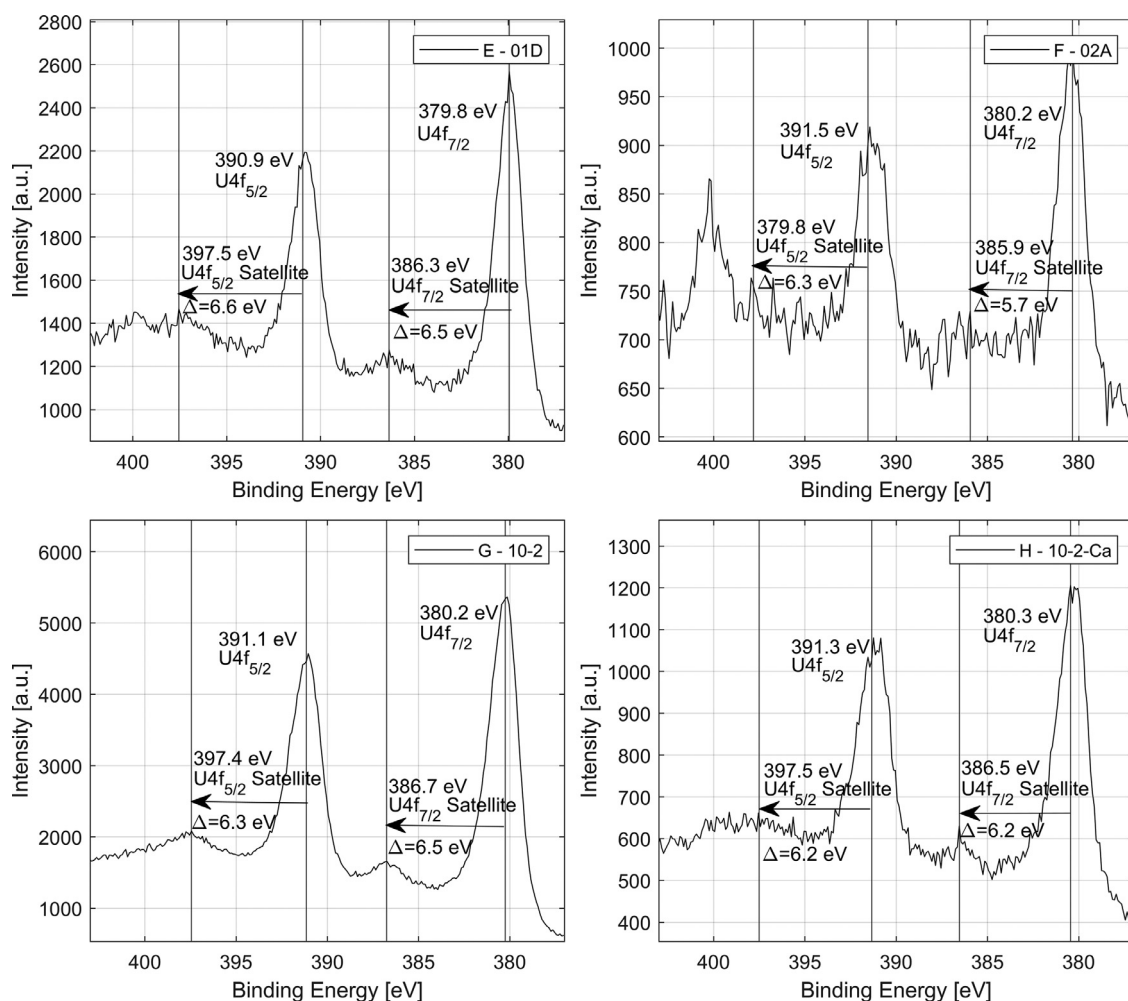 E - 01D
2800
2600
2400
2200
2000
1800
1600
1400
1200
1000
Intensity [a.u.]
379.8 eV
U4f7/2
390.9 eV
U4f5/2
397.5 eV
U4f5/2 Satellite
Δ=6.6 eV
386.3 eV
U4f7/2 Satellite
Δ=6.5 eV
400 395 390 385 380
Binding Energy [eV]
F - 02A
1000
950
900
850
800
750
700
650
600
Intensity [a.u.]
380.2 eV
U4f7/2
391.5 eV
U4f5/2
379.8 eV
U4f5/2 Satellite
Δ=6.3 eV
385.9 eV
U4f7/2 Satellite
Δ=5.7 eV
400 395 390 385 380
Binding Energy [eV]
G - 10-2
6000
5000
4000
3000
2000
1000
Intensity [a.u.]
380.2 eV
U4f7/2
391.1 eV
U4f5/2
397.4 eV
U4f5/2 Satellite
Δ=6.3 eV
386.7 eV
U4f7/2 Satellite
Δ=6.5 eV
400 395 390 385 380
Binding Energy [eV]
H - 10-2-Ca
1300
1200
1100
1000
900
800
700
600
500
400
Intensity [a.u.]
380.3 eV
U4f7/2
391.3 eV
U4f5/2
397.5 eV
U4f5/2 Satellite
Δ=6.2 eV
386.5 eV
U4f7/2 Satellite
Δ=6.2 eV
400 395 390 385 380
Binding Energy [eV]